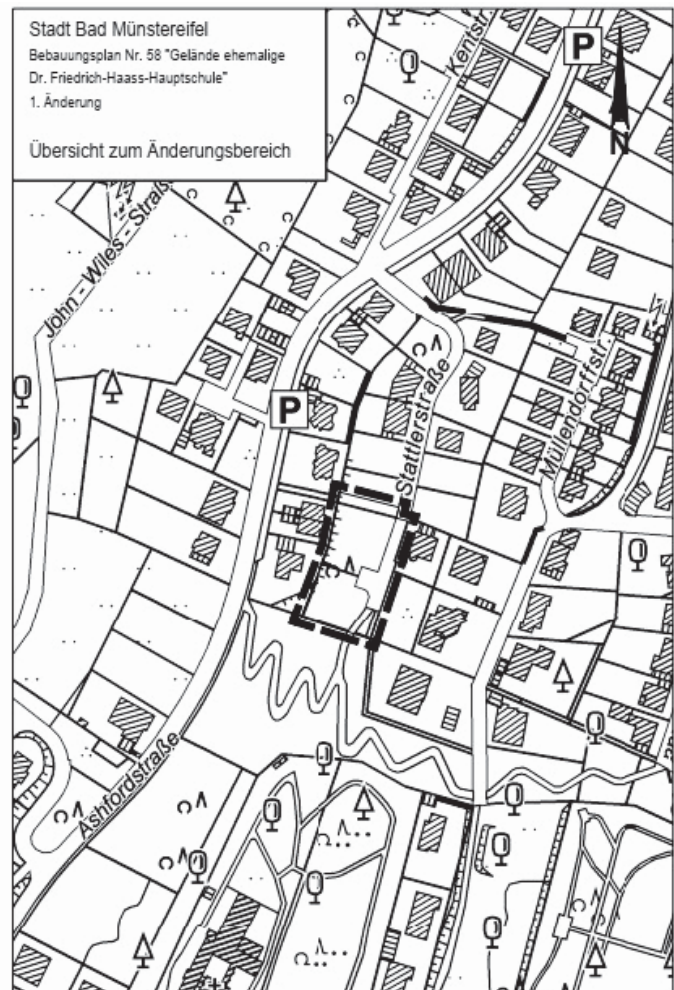 Stadt Bad Münstereifel
Bebauungsplan Nr. 58 "Gelände ehemalige
Dr. Friedrich-Haass-Hauptschule"
1. Änderung
Übersicht zum Änderungsbereich
Kentstr.
P
N
John - Wiles - Straße
Müllendorffstr.
P
Stattlerstraße
Ashfordstraße